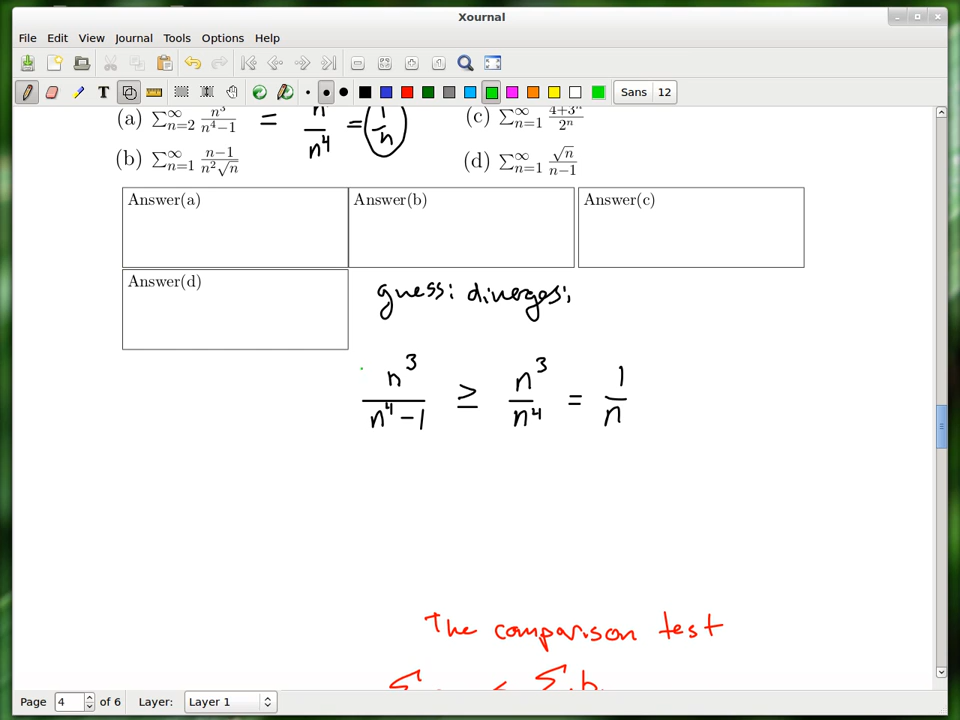 Xournal
File Edit View Journal Tools Options Help
T Sans 12
(a) ∑_{n=2}^{∞} n³/(n⁴−1) = n/n⁴ = 1/n
(c) ∑_{n=1}^{∞} (4+3ⁿ)/2ⁿ
(b) ∑_{n=1}^{∞} (n−1)/(n²√n)
(d) ∑_{n=1}^{∞} √n/(n−1)
Answer(a) Answer(b) Answer(c)
Answer(d)
guess: diverges:
n³/(n⁴−1) ≥ n³/n⁴ = 1/n
The comparison test
Page 4 of 6 Layer: Layer 1